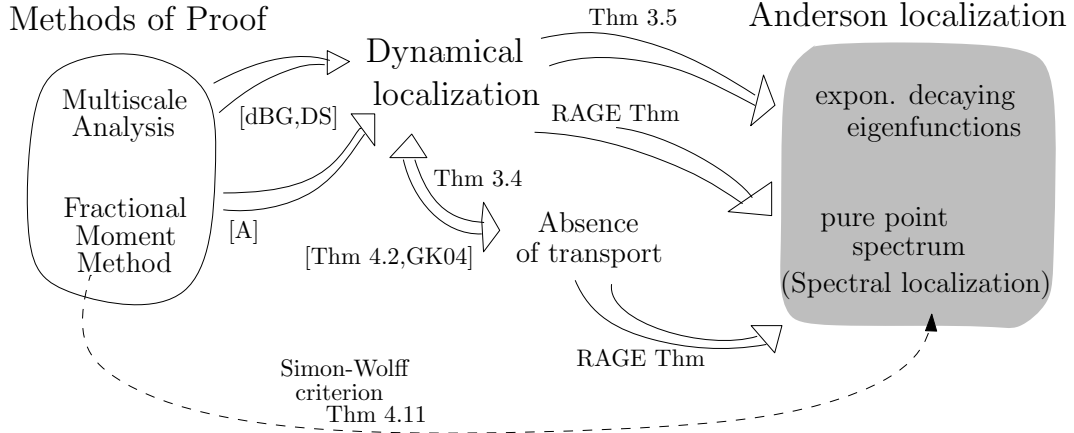 Methods of Proof
Multiscale
Analysis
Fractional
Moment
Method
[dBG,DS]
[A]
Dynamical
localization
Thm 3.4
[Thm 4.2,GK04]
Absence
of transport
Thm 3.5
RAGE Thm
RAGE Thm
Anderson localization
expon. decaying
eigenfunctions
pure point
spectrum
(Spectral localization)
Simon-Wolff
criterion
Thm 4.11